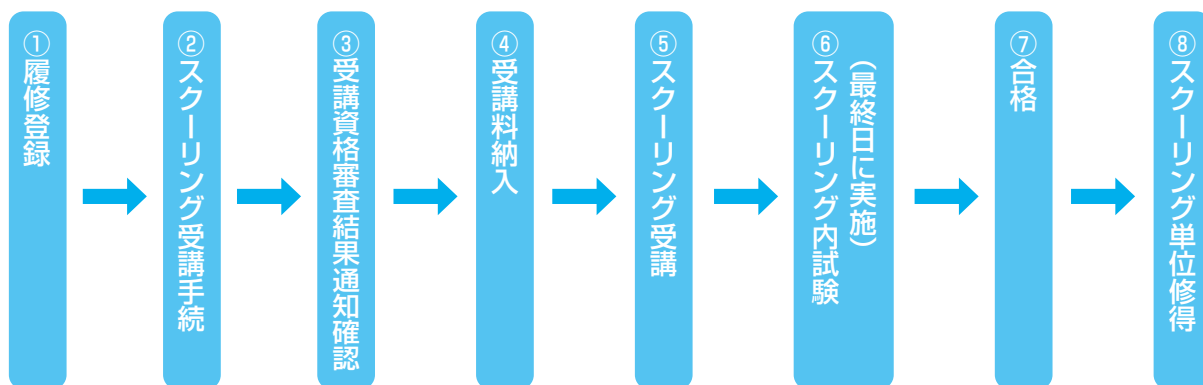 ①履修登録
②スクーリング受講手続
③受講資格審査結果通知確認
④受講料納入
⑤スクーリング受講
⑥スクーリング内試験
（最終日に実施）
⑦合格
⑧スクーリング単位修得